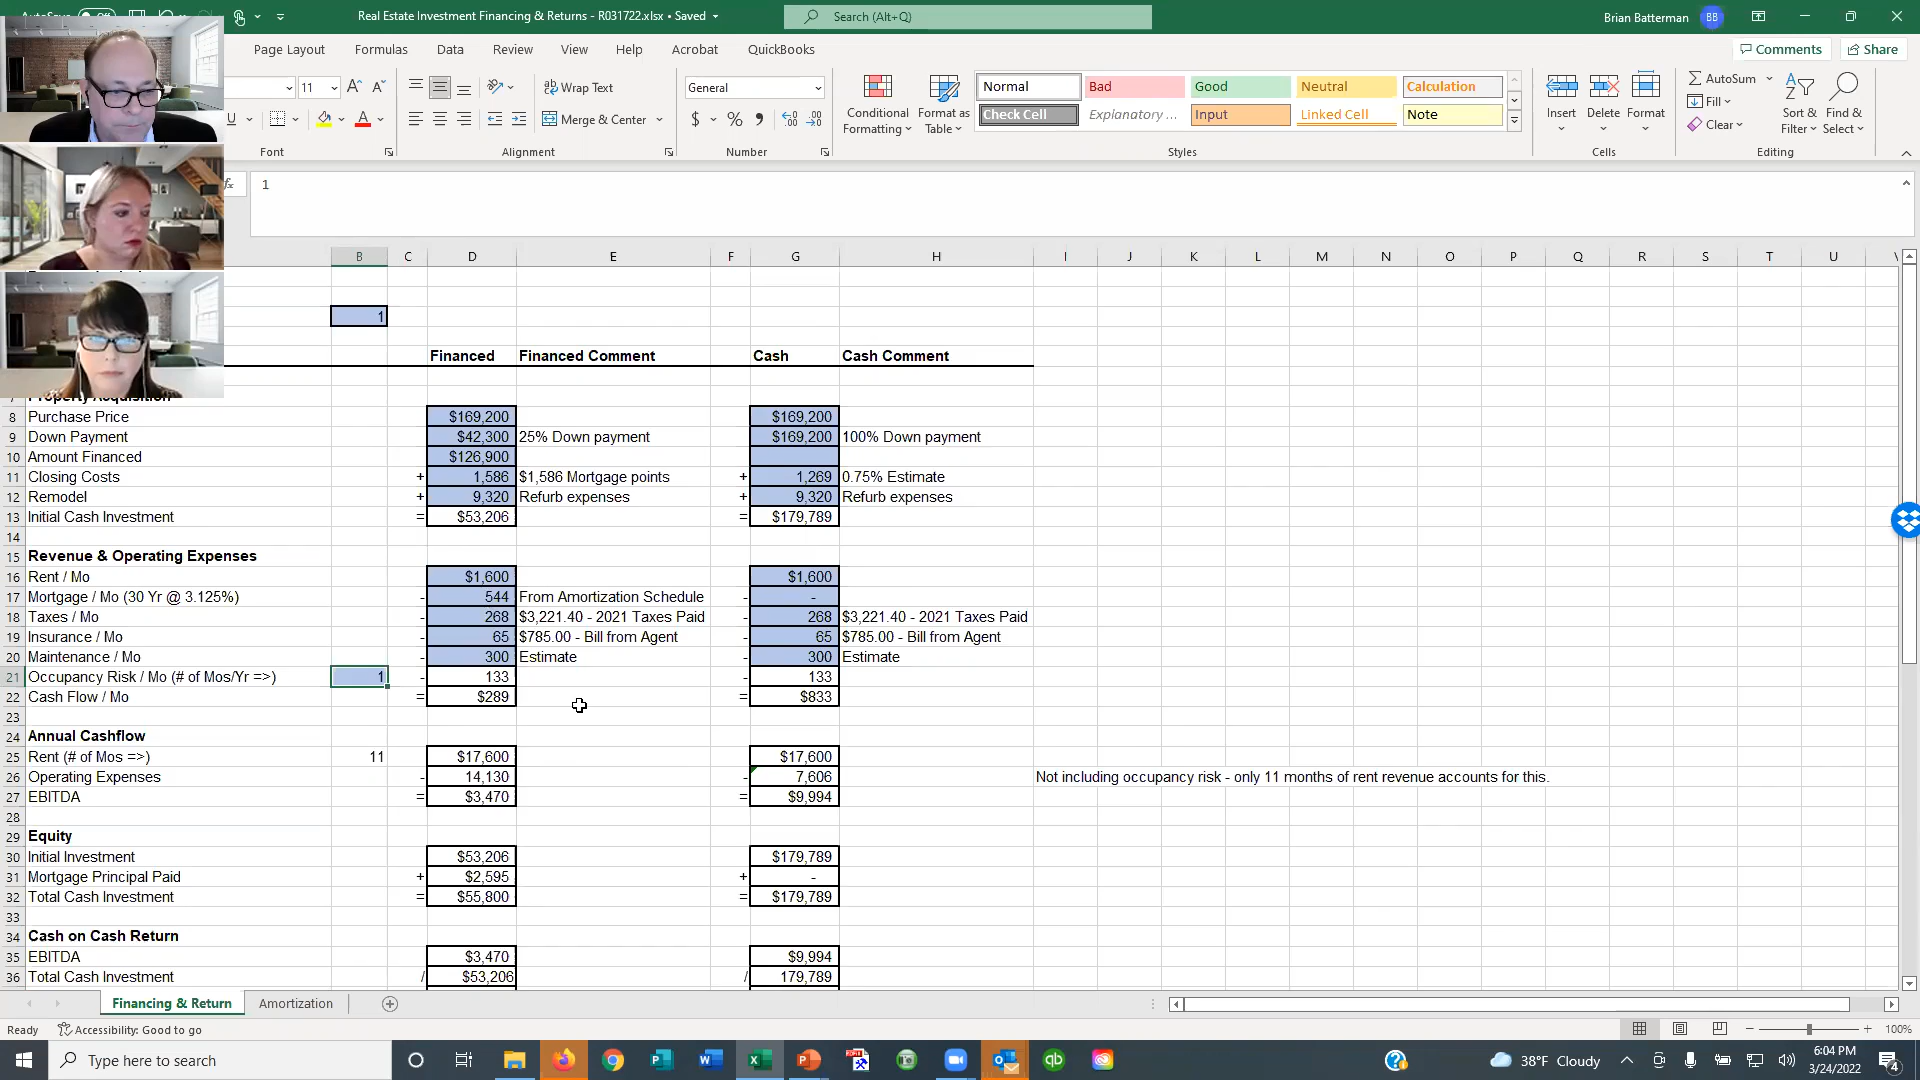 Real Estate Investment Financing & Returns - R031722.xlsx • Saved
Search (Alt+Q)
Brian Batterman
BB
Page Layout
Formulas
Data
Review
View
Help
Acrobat
QuickBooks
Comments
Share
11
Wrap Text
General
Merge & Center
Conditional Formatting
Format as Table
Normal
Bad
Good
Neutral
Calculation
Check Cell
Explanatory ...
Input
Linked Cell
Note
Insert
Delete
Format
AutoSum
Fill
Clear
Sort & Filter
Find & Select
Font
Alignment
Number
Styles
Cells
Editing
fx 1
B C D E F G H I J K L M N O P Q R S T U
1
Financed Financed Comment Cash Cash Comment
Property Acquisition
8 Purchase Price $169,200 $169,200
9 Down Payment $42,300 25% Down payment $169,200 100% Down payment
10 Amount Financed $126,900
11 Closing Costs + 1,586 $1,586 Mortgage points + 1,269 0.75% Estimate
12 Remodel + 9,320 Refurb expenses + 9,320 Refurb expenses
13 Initial Cash Investment = $53,206 = $179,789
14
15 Revenue & Operating Expenses
16 Rent / Mo $1,600 $1,600
17 Mortgage / Mo (30 Yr @ 3.125%) - 544 From Amortization Schedule - -
18 Taxes / Mo - 268 $3,221.40 - 2021 Taxes Paid - 268 $3,221.40 - 2021 Taxes Paid
19 Insurance / Mo - 65 $785.00 - Bill from Agent - 65 $785.00 - Bill from Agent
20 Maintenance / Mo - 300 Estimate - 300 Estimate
21 Occupancy Risk / Mo (# of Mos/Yr =>) 1 - 133 - 133
22 Cash Flow / Mo = $289 = $833
23
24 Annual Cashflow
25 Rent (# of Mos =>) 11 $17,600 $17,600
26 Operating Expenses - 14,130 - 7,606 Not including occupancy risk - only 11 months of rent revenue accounts for this.
27 EBITDA = $3,470 = $9,994
28
29 Equity
30 Initial Investment $53,206 $179,789
31 Mortgage Principal Paid + $2,595 + -
32 Total Cash Investment = $55,800 = $179,789
33
34 Cash on Cash Return
35 EBITDA $3,470 $9,994
36 Total Cash Investment / $53,206 / 179,789
Financing & Return
Amortization
Ready
Accessibility: Good to go
100%
Type here to search
38°F Cloudy
6:04 PM
3/24/2022
4